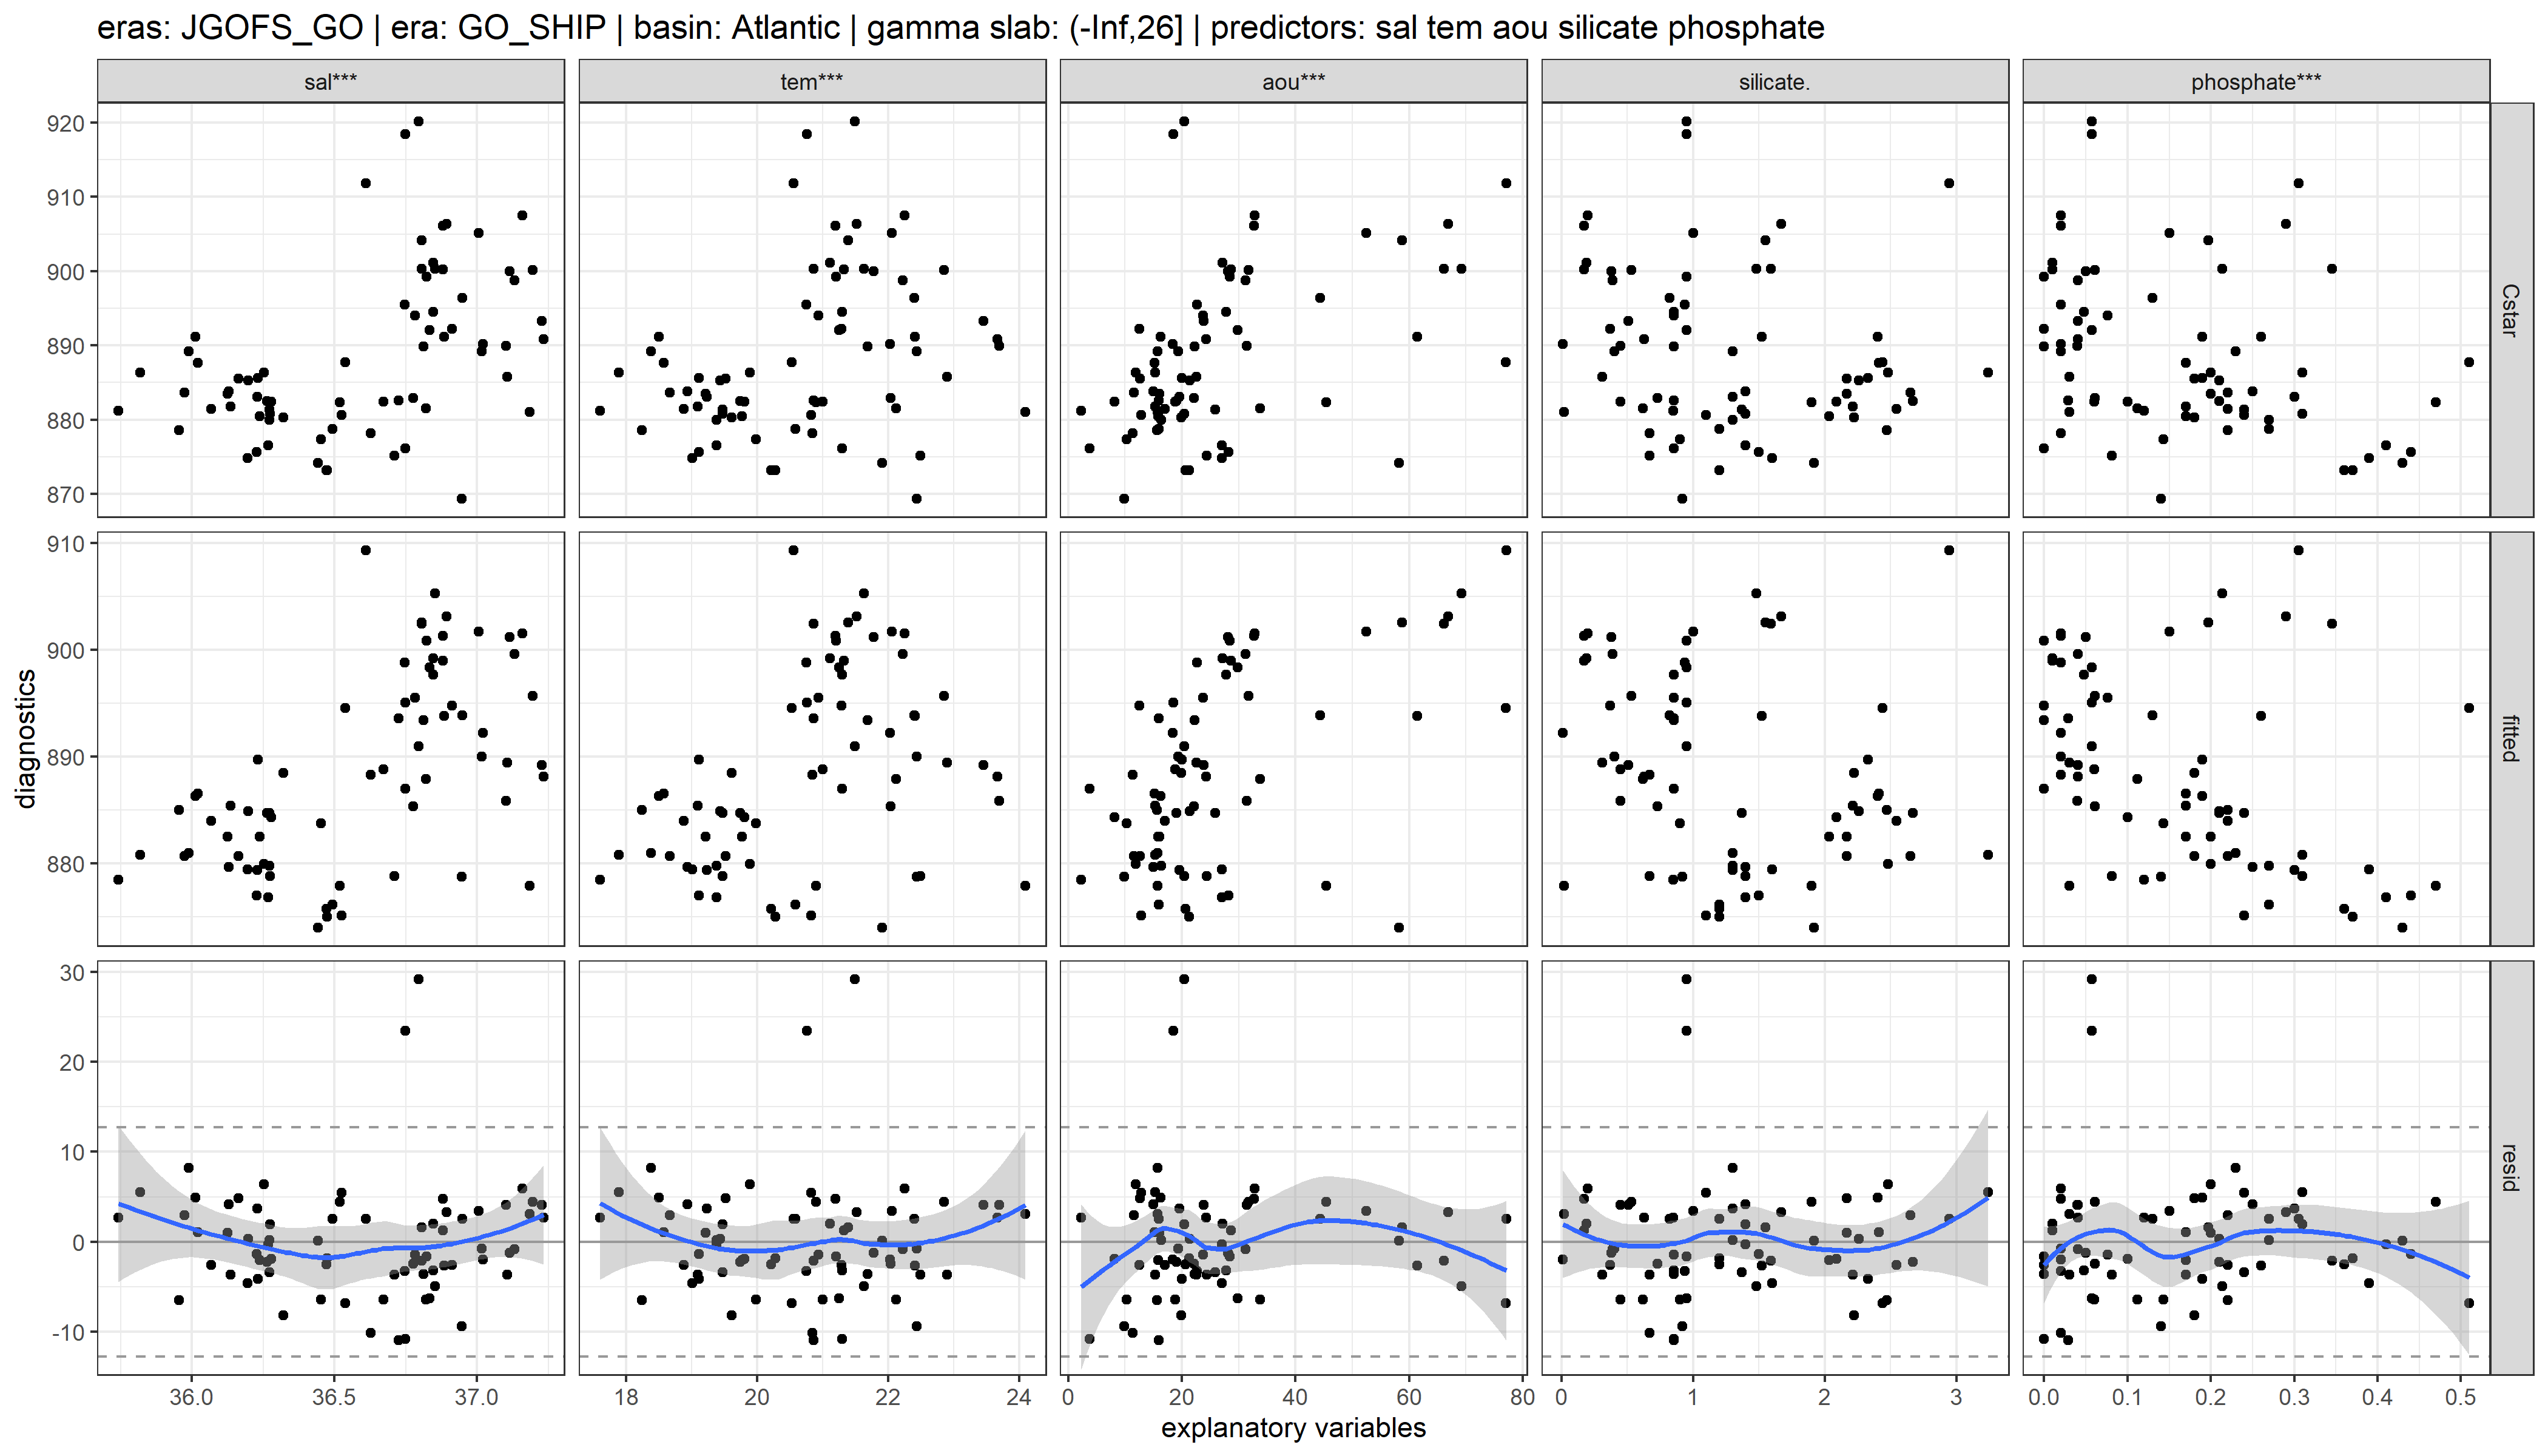 eras: JGOFS_GO | era: GO_SHIP | basin: Atlantic | gamma slab: (-Inf,26] | predictors: sal tem aou silicate phosphate
sal*** tem*** aou*** silicate. phosphate***
920
910
900
890
880
870
Cstar
910
900
890
880
fitted
diagnostics
30
20
10
0
-10
resid
36.0 36.5 37.0 18 20 22 24 0 20 40 60 80 0 1 2 3 0.0 0.1 0.2 0.3 0.4 0.5
explanatory variables